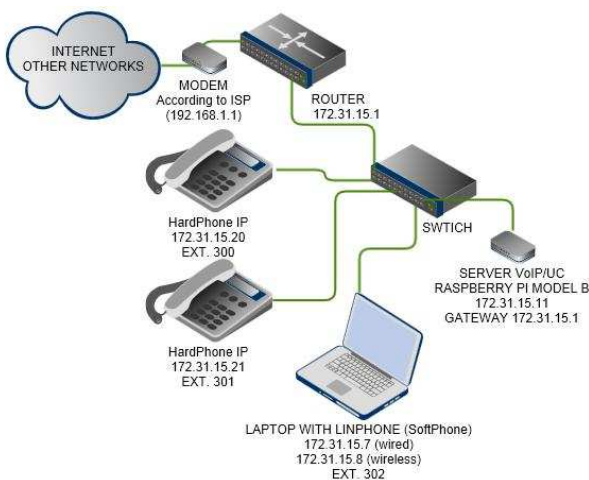 INTERNET
OTHER NETWORKS
MODEM
According to ISP
(192.168.1.1)
ROUTER
172.31.15.1
HardPhone IP
172.31.15.20
EXT. 300
SWTICH
SERVER VoIP/UC
RASPBERRY PI MODEL B
172.31.15.11
GATEWAY 172.31.15.1
HardPhone IP
172.31.15.21
EXT. 301
LAPTOP WITH LINPHONE (SoftPhone)
172.31.15.7 (wired)
172.31.15.8 (wireless)
EXT. 302